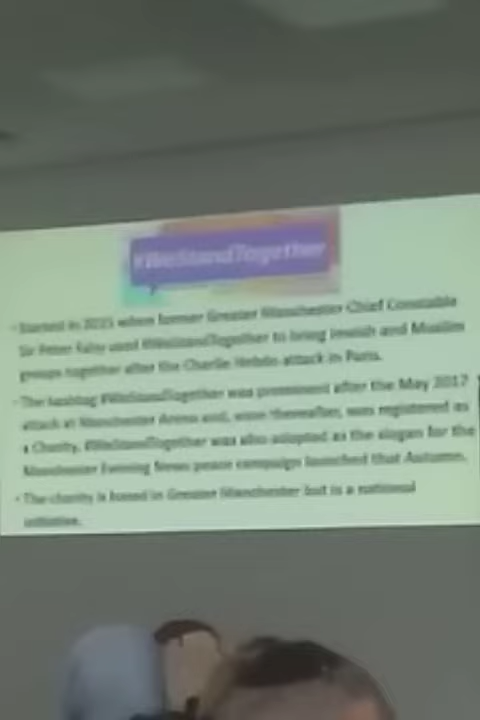 #WeStandTogether
• Started in 2015 when former Greater Manchester Chief Constable
Sir Peter Fahy used #WeStandTogether to bring Jewish and Muslim
groups together after the Charlie Hebdo attack in Paris.
• The hashtag #WeStandTogether was prominent after the May 2017
attack at Manchester Arena and, soon thereafter, was registered as
a Charity. #WeStandTogether was also adopted as the slogan for the
Manchester Evening News peace campaign launched that Autumn.
• The charity is based in Greater Manchester but is a national
initiative.